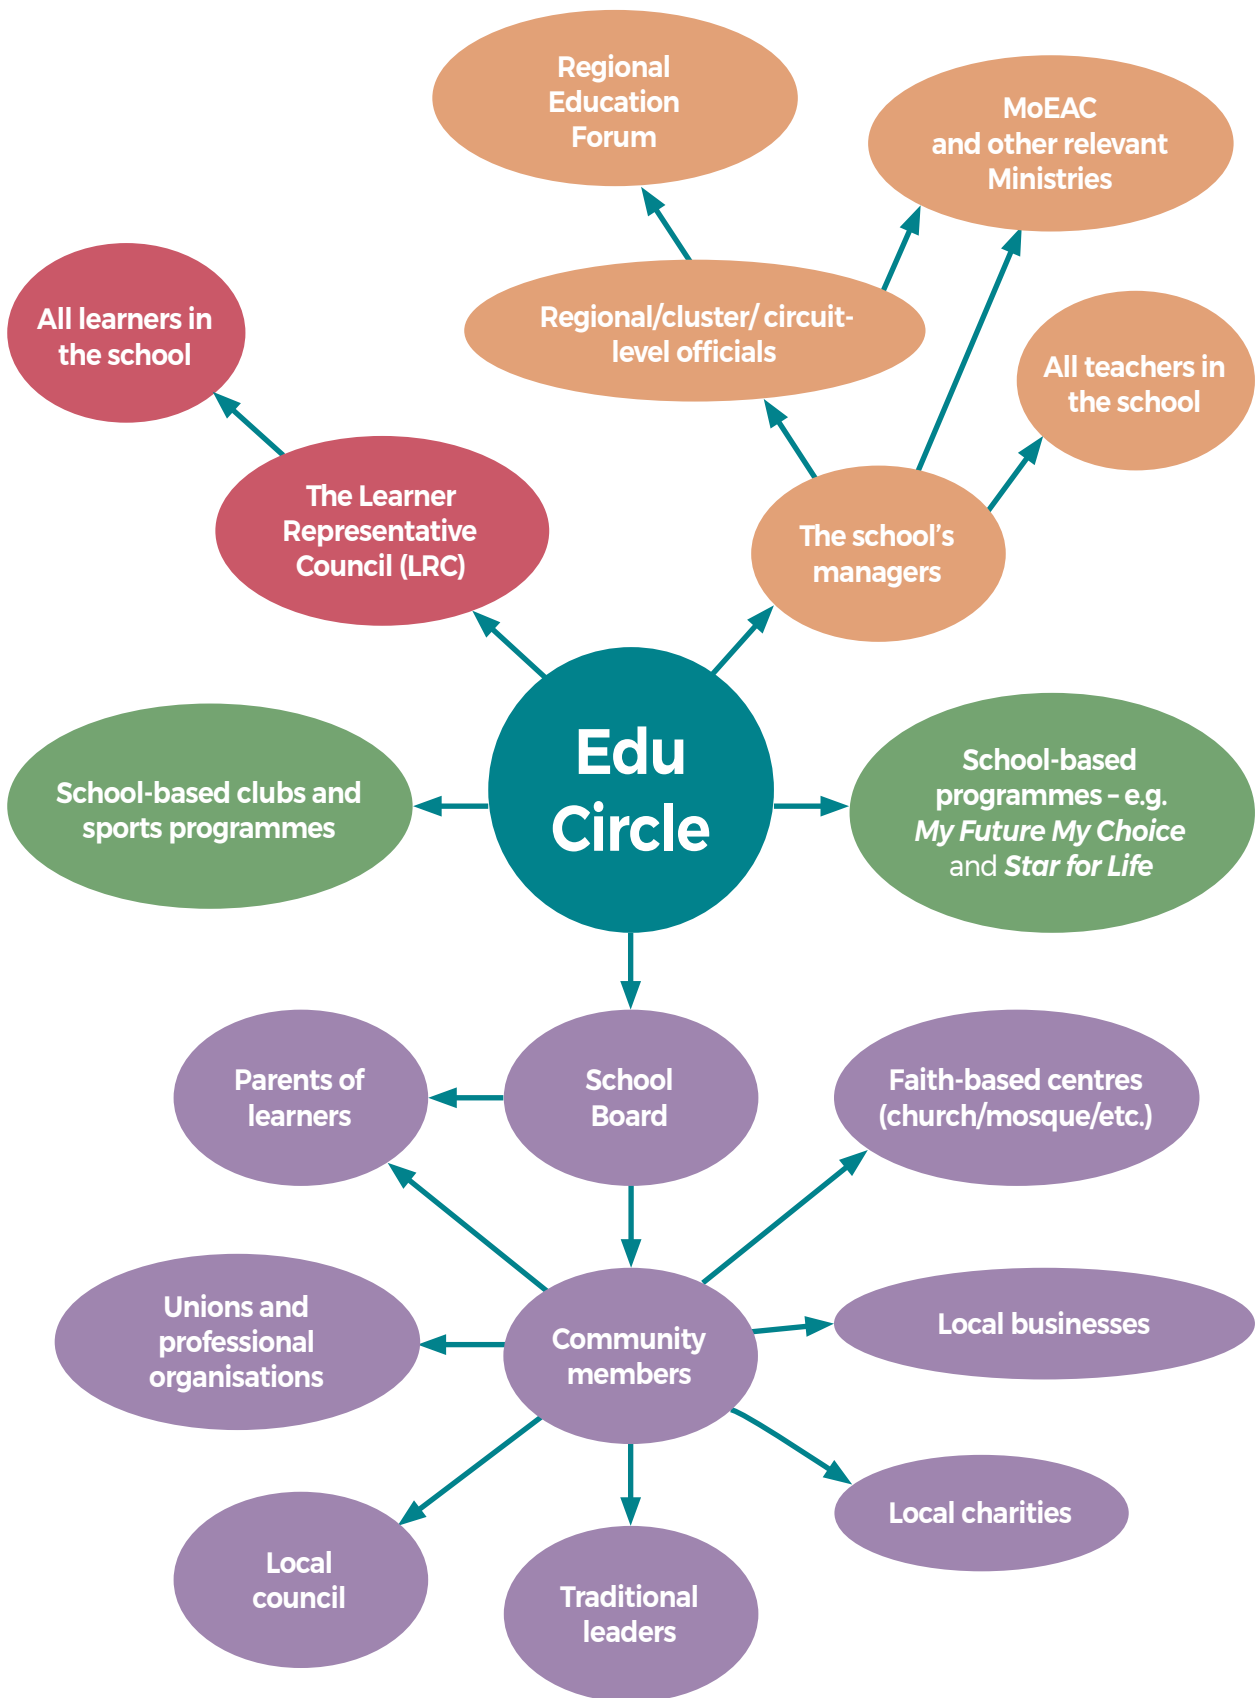 Regional
Education
Forum
MoEAC
and other relevant
Ministries
All learners in
the school
Regional/cluster/ circuit-
level officials
All teachers in
the school
The Learner
Representative
Council (LRC)
The school’s
managers
Edu
Circle
School-based clubs and
sports programmes
School-based
programmes – e.g.
My Future My Choice
and Star for Life
Parents of
learners
School
Board
Faith-based centres
(church/mosque/etc.)
Unions and
professional
organisations
Community
members
Local businesses
Local charities
Local
council
Traditional
leaders